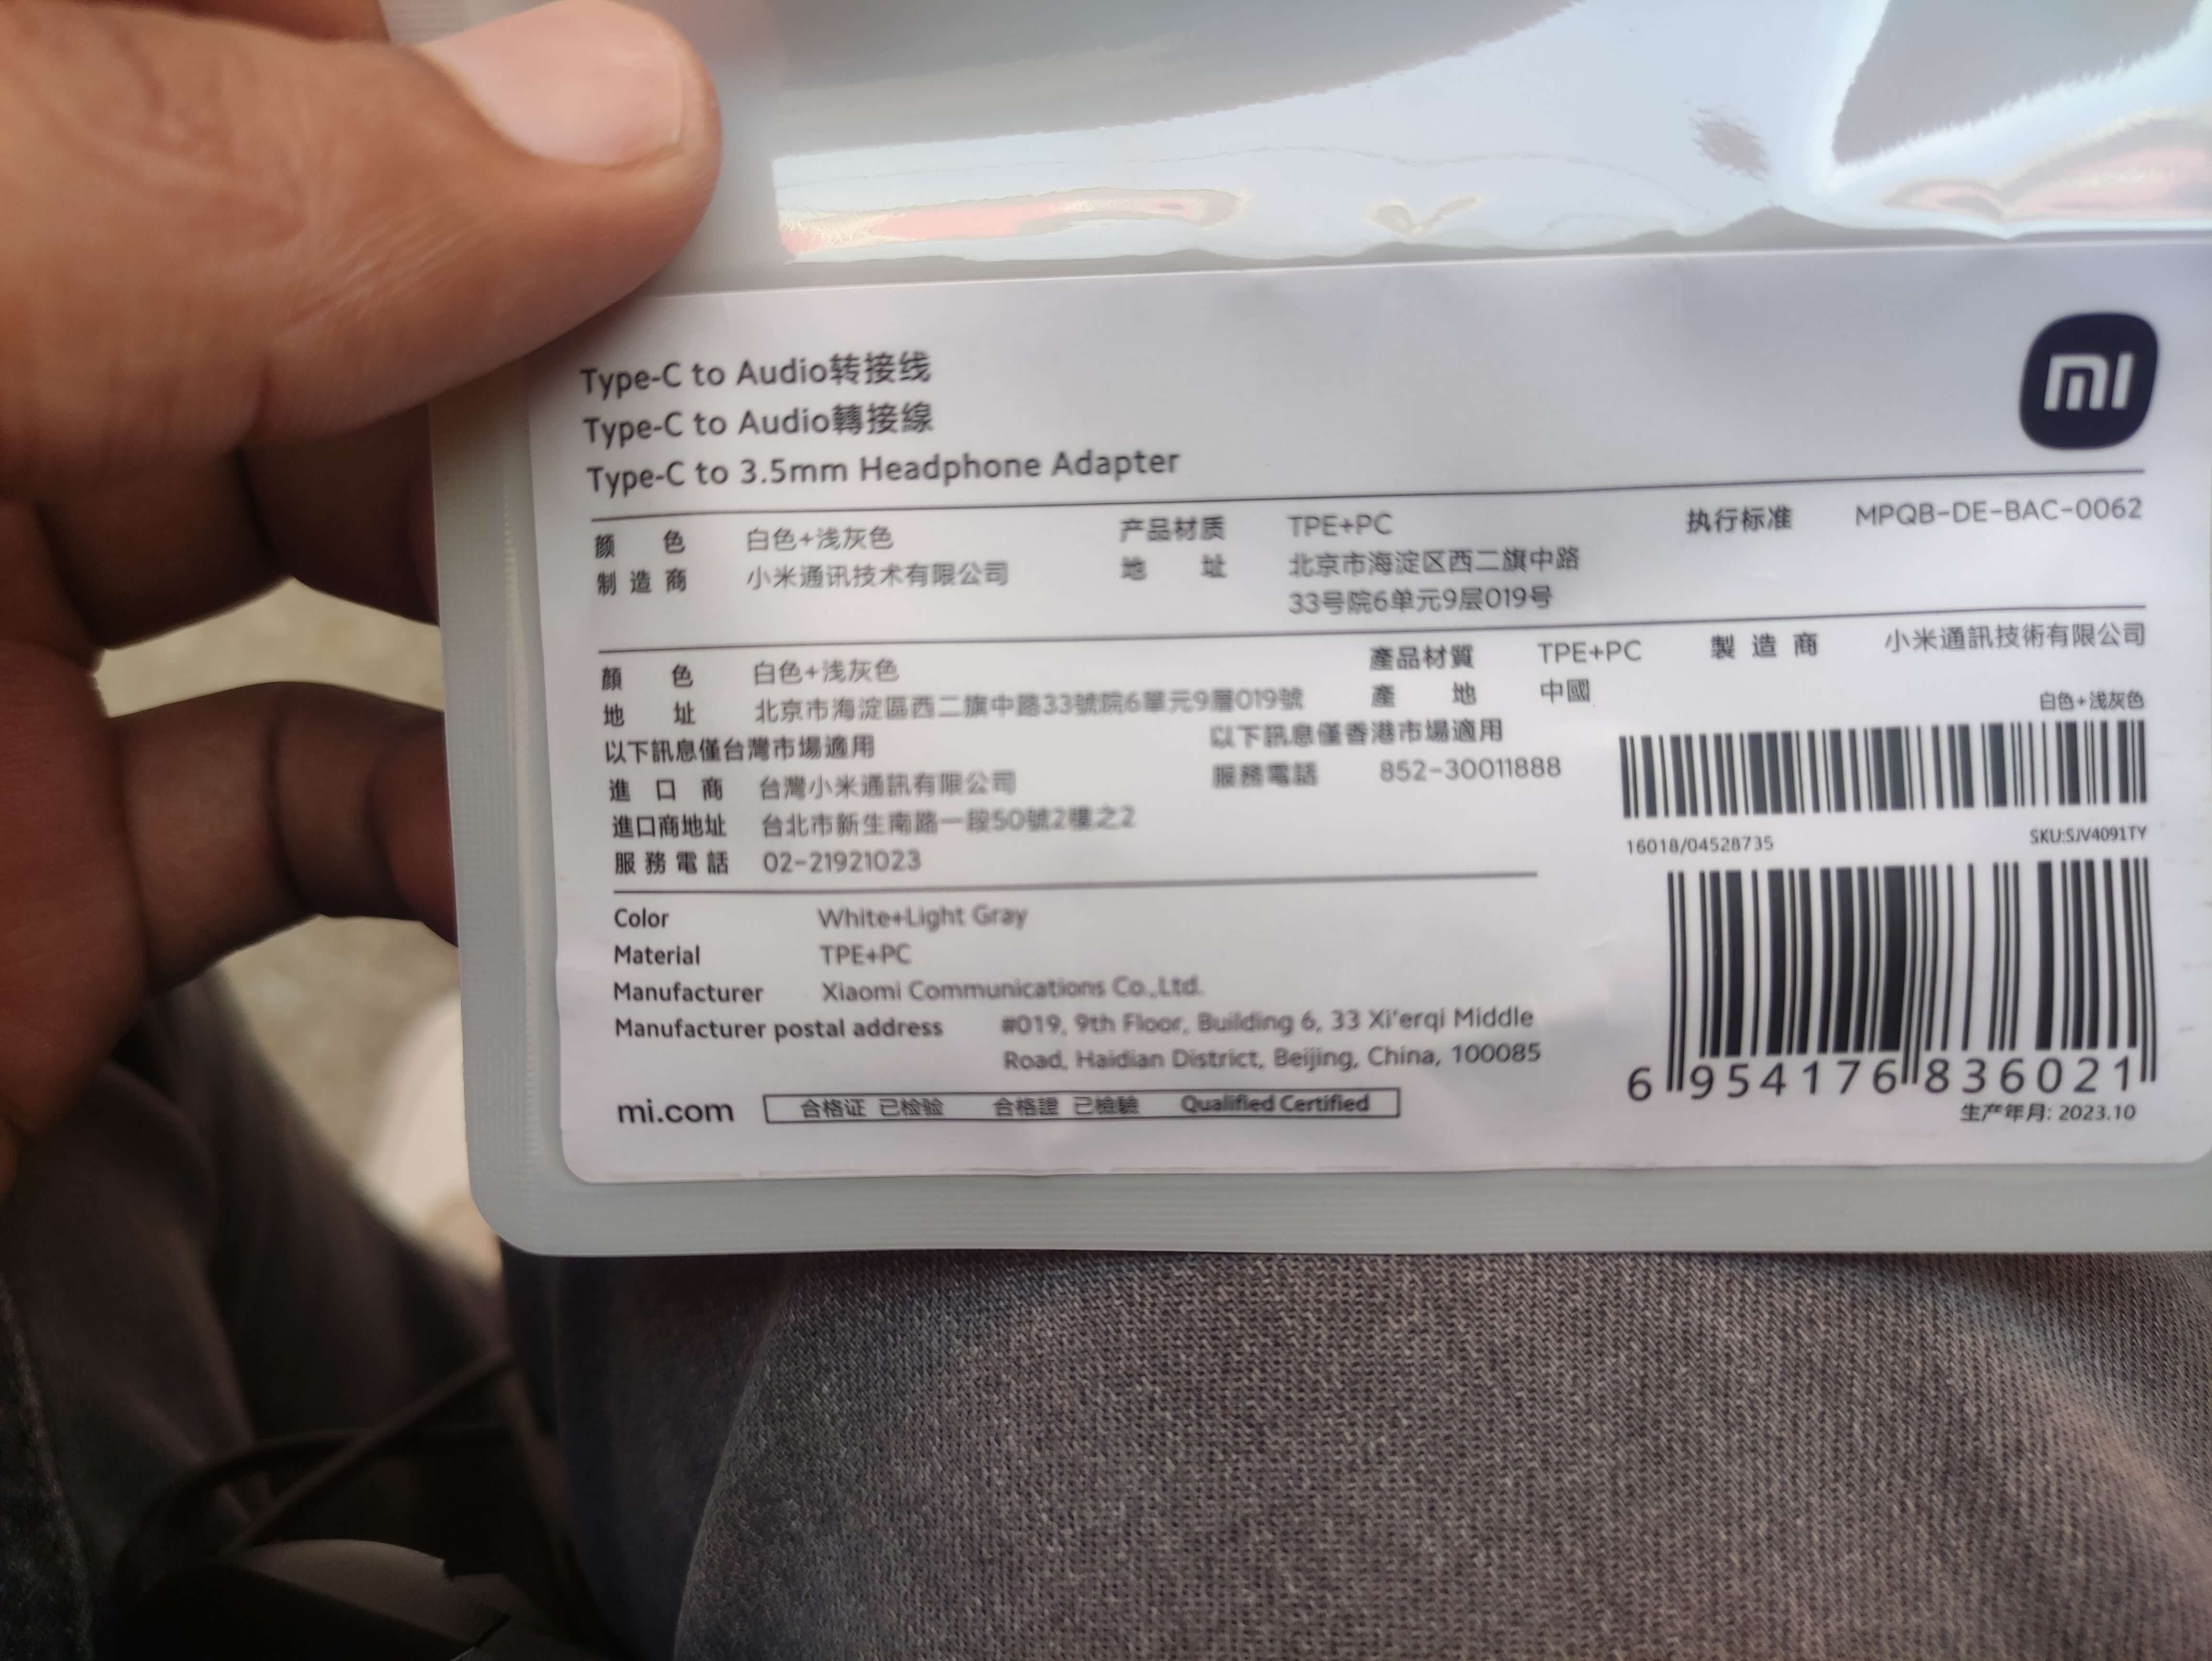 mi
Type-C to Audio转接线
Type-C to Audio轉接線
Type-C to 3.5mm Headphone Adapter
颜色 白色+浅灰色 产品材质 TPE+PC 执行标准 MPQB-DE-BAC-0062
制造商 小米通讯技术有限公司 地址 北京市海淀区西二旗中路
33号院6单元9层019号
顏色 白色+浅灰色 產品材質 TPE+PC 製造商 小米通訊技術有限公司
地址 北京市海淀區西二旗中路33號院6單元9層019號 產地 中國
白色+浅灰色
以下訊息僅台灣市場適用 以下訊息僅香港市場適用
進口商 台灣小米通訊有限公司 服務電話 852-30011888
進口商地址 台北市新生南路一段50號2樓之2
16018/04528735 SKU:SJV4091TY
服務電話 02-21921023
Color White+Light Gray
Material TPE+PC
Manufacturer Xiaomi Communications Co.,Ltd.
Manufacturer postal address #019, 9th Floor, Building 6, 33 Xi'erqi Middle
Road, Haidian District, Beijing, China, 100085
6 954176 836021
mi.com 合格证 已检验 合格證 已檢驗 Qualified Certified
生产年月: 2023.10